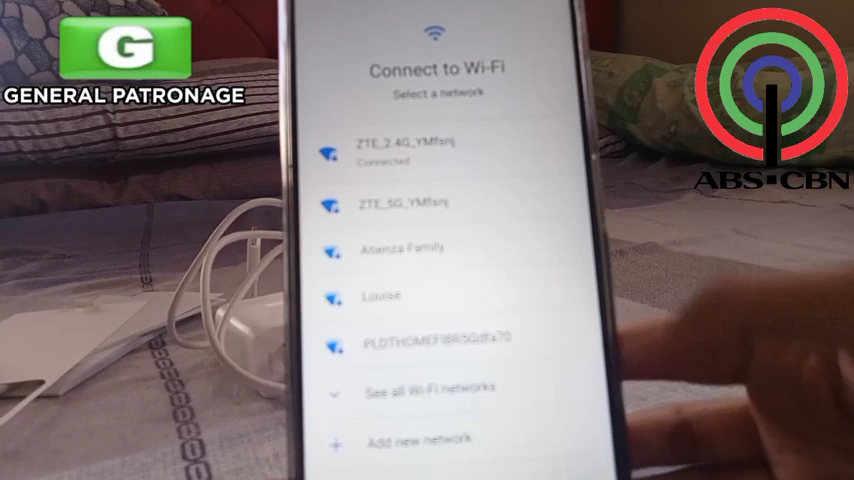 G
GENERAL PATRONAGE
ABS-CBN
Connect to Wi-Fi
Select a network
ZTE_2.4G_YMfsnj
Connected
ZTE_5G_YMfsnj
Atienza Family
Louise
See all Wi-Fi networks
Add new network